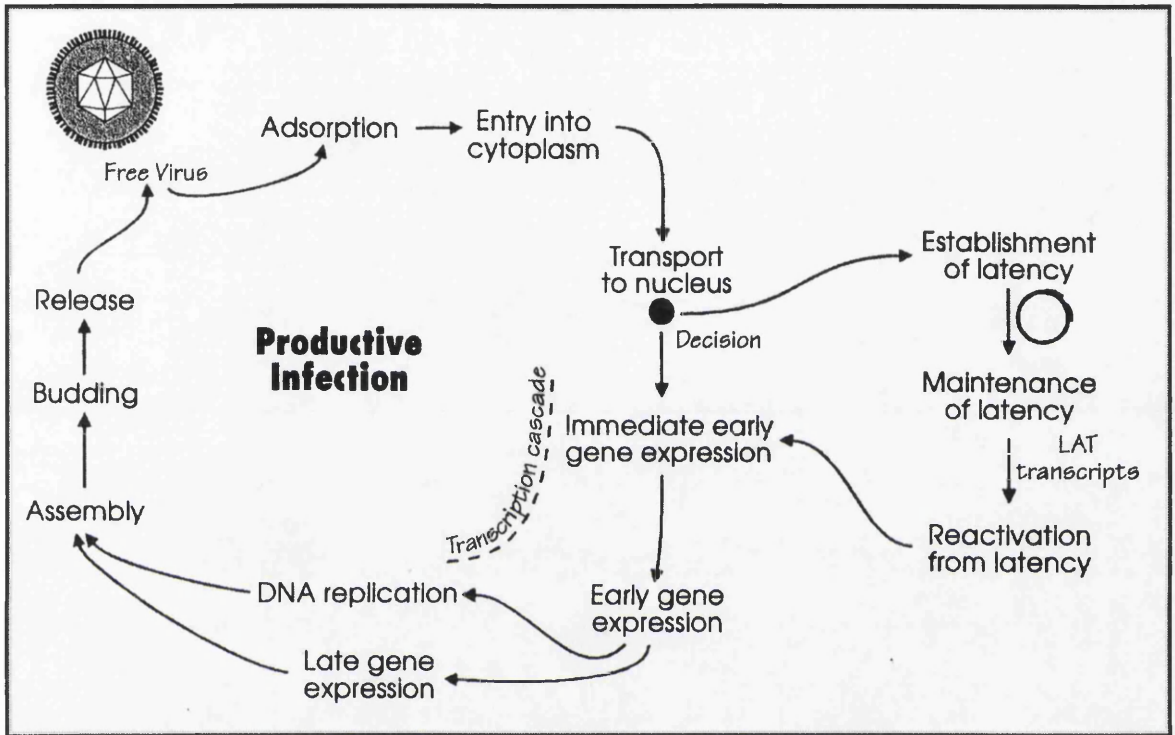 Free Virus
Adsorption
Entry into
cytoplasm
Transport
to nucleus
Decision
Establishment
of latency
Maintenance
of latency
LAT
transcripts
Reactivation
from latency
Immediate early
gene expression
Transcription cascade
Early gene
expression
DNA replication
Late gene
expression
Assembly
Budding
Release
Productive
Infection